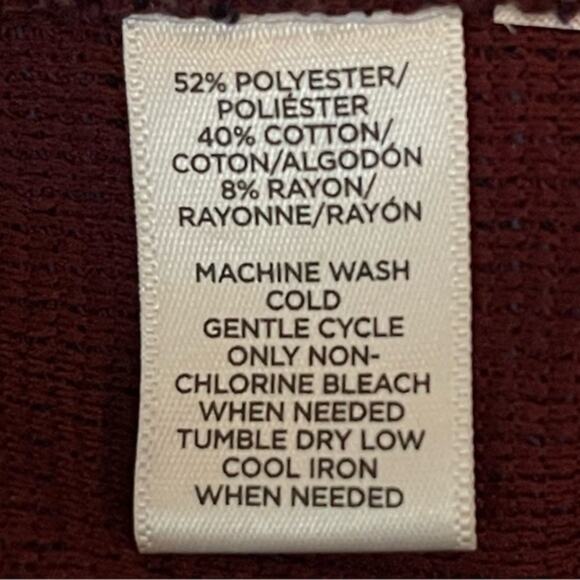 52% POLYESTER/
POLIÉSTER
40% COTTON/
COTON/ALGODÓN
8% RAYON/
RAYONNE/RAYÓN
MACHINE WASH
COLD
GENTLE CYCLE
ONLY NON-
CHLORINE BLEACH
WHEN NEEDED
TUMBLE DRY LOW
COOL IRON
WHEN NEEDED